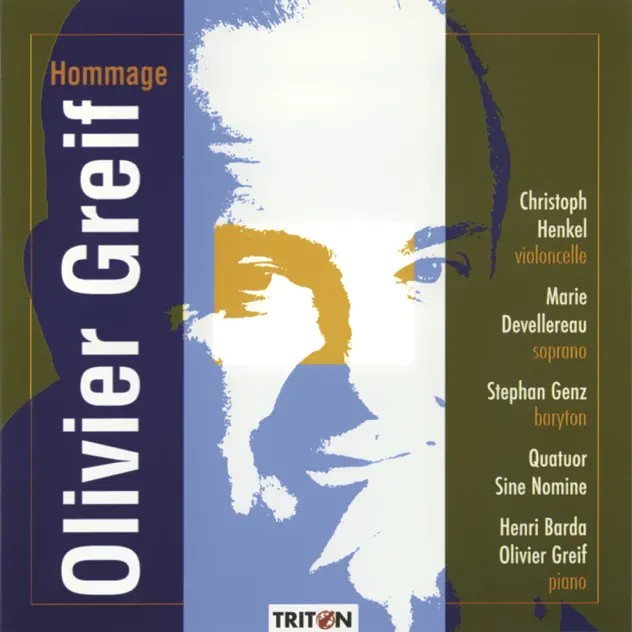 Hommage
Olivier Greif
Christoph
Henkel
violoncelle
Marie
Devellereau
soprano
Stephan Genz
baryton
Quatuor
Sine Nomine
Henri Barda
Olivier Greif
piano
TRITON